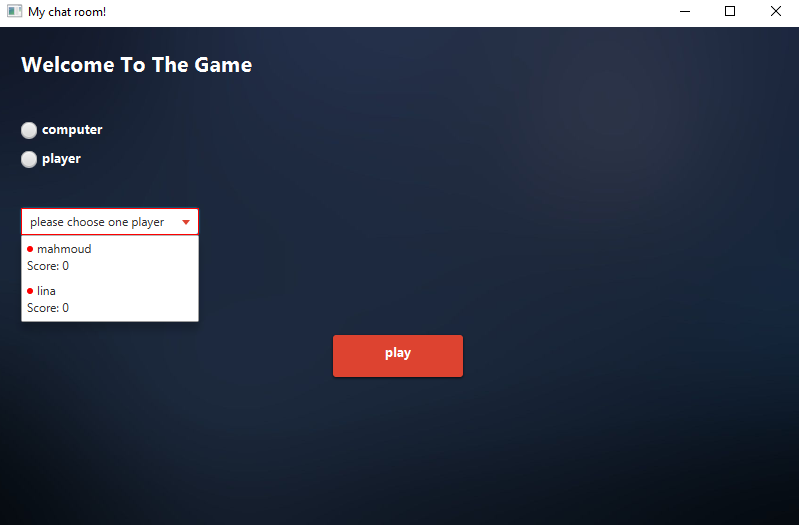 My chat room!
Welcome To The Game
computer
player
please choose one player
mahmoud
Score: 0
lina
Score: 0
play